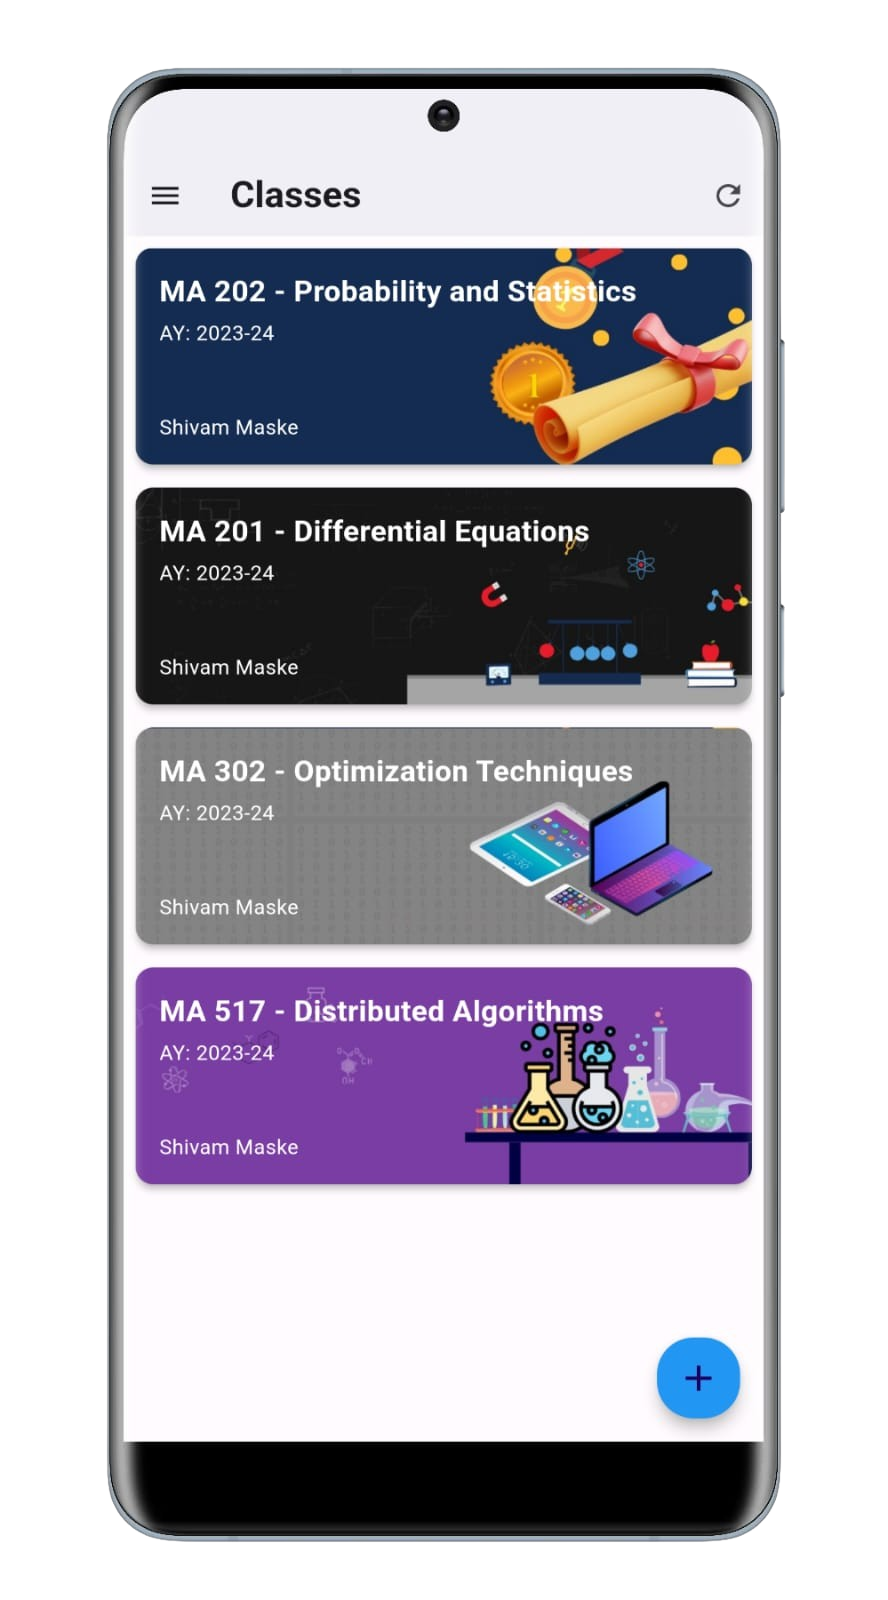 Classes
MA 202 - Probability and Statistics
AY: 2023-24
1
Shivam Maske
MA 201 - Differential Equations
AY: 2023-24
Shivam Maske
MA 302 - Optimization Techniques
AY: 2023-24
Shivam Maske
MA 517 - Distributed Algorithms
AY: 2023-24
Shivam Maske